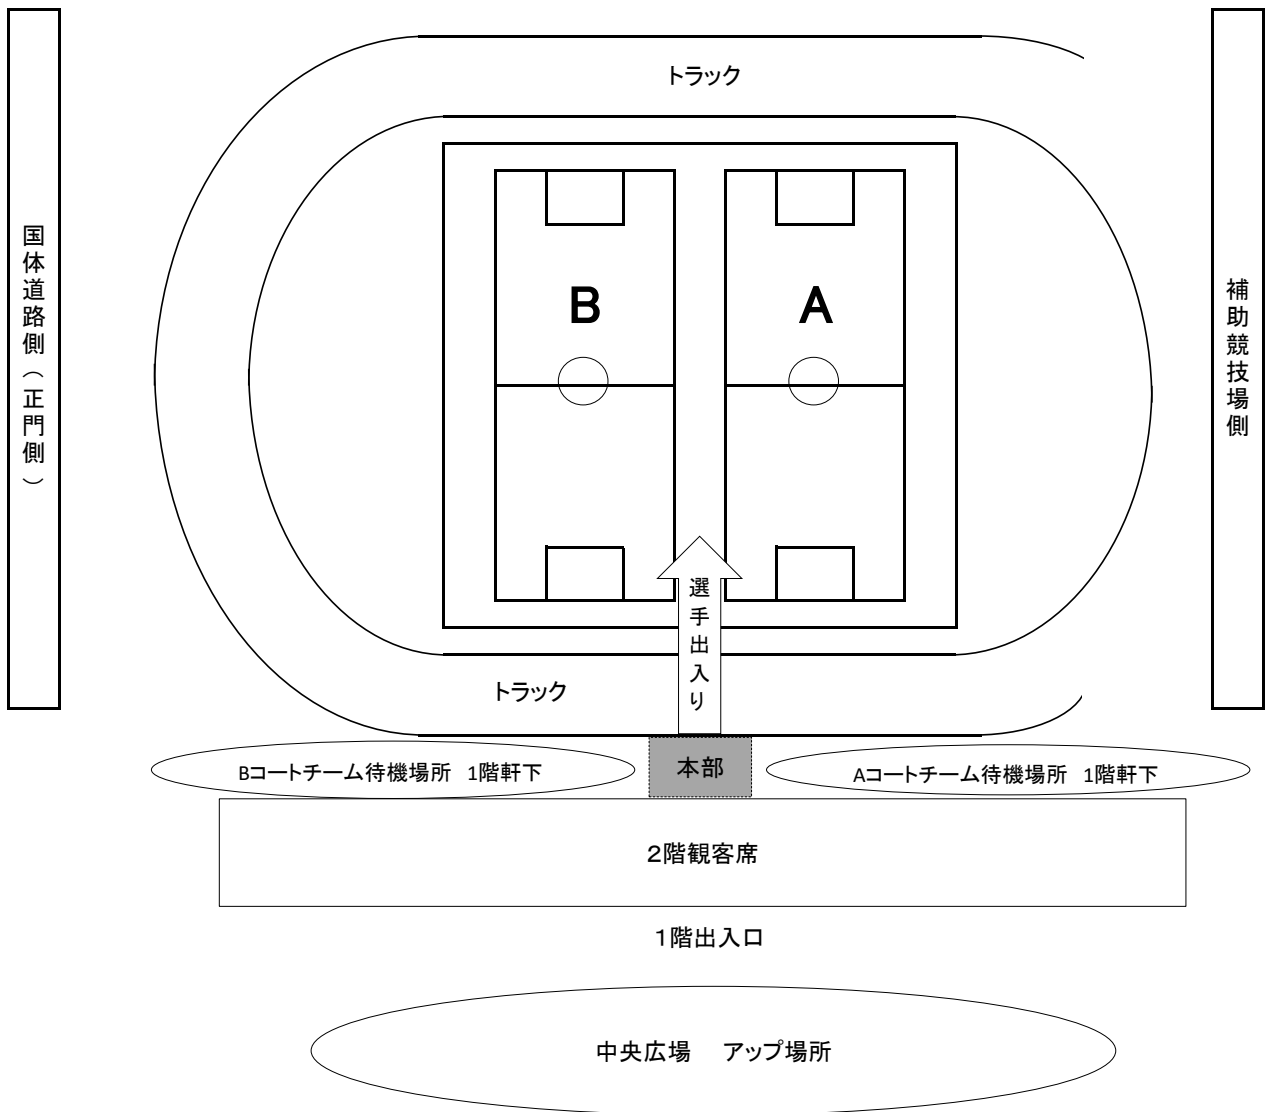 トラック
国体道路側（正門側）
B
A
補助競技場側
選手出入り
トラック
Bコートチーム待機場所　1階軒下
本部
Aコートチーム待機場所　1階軒下
２階観客席
１階出入口
中央広場　　アップ場所